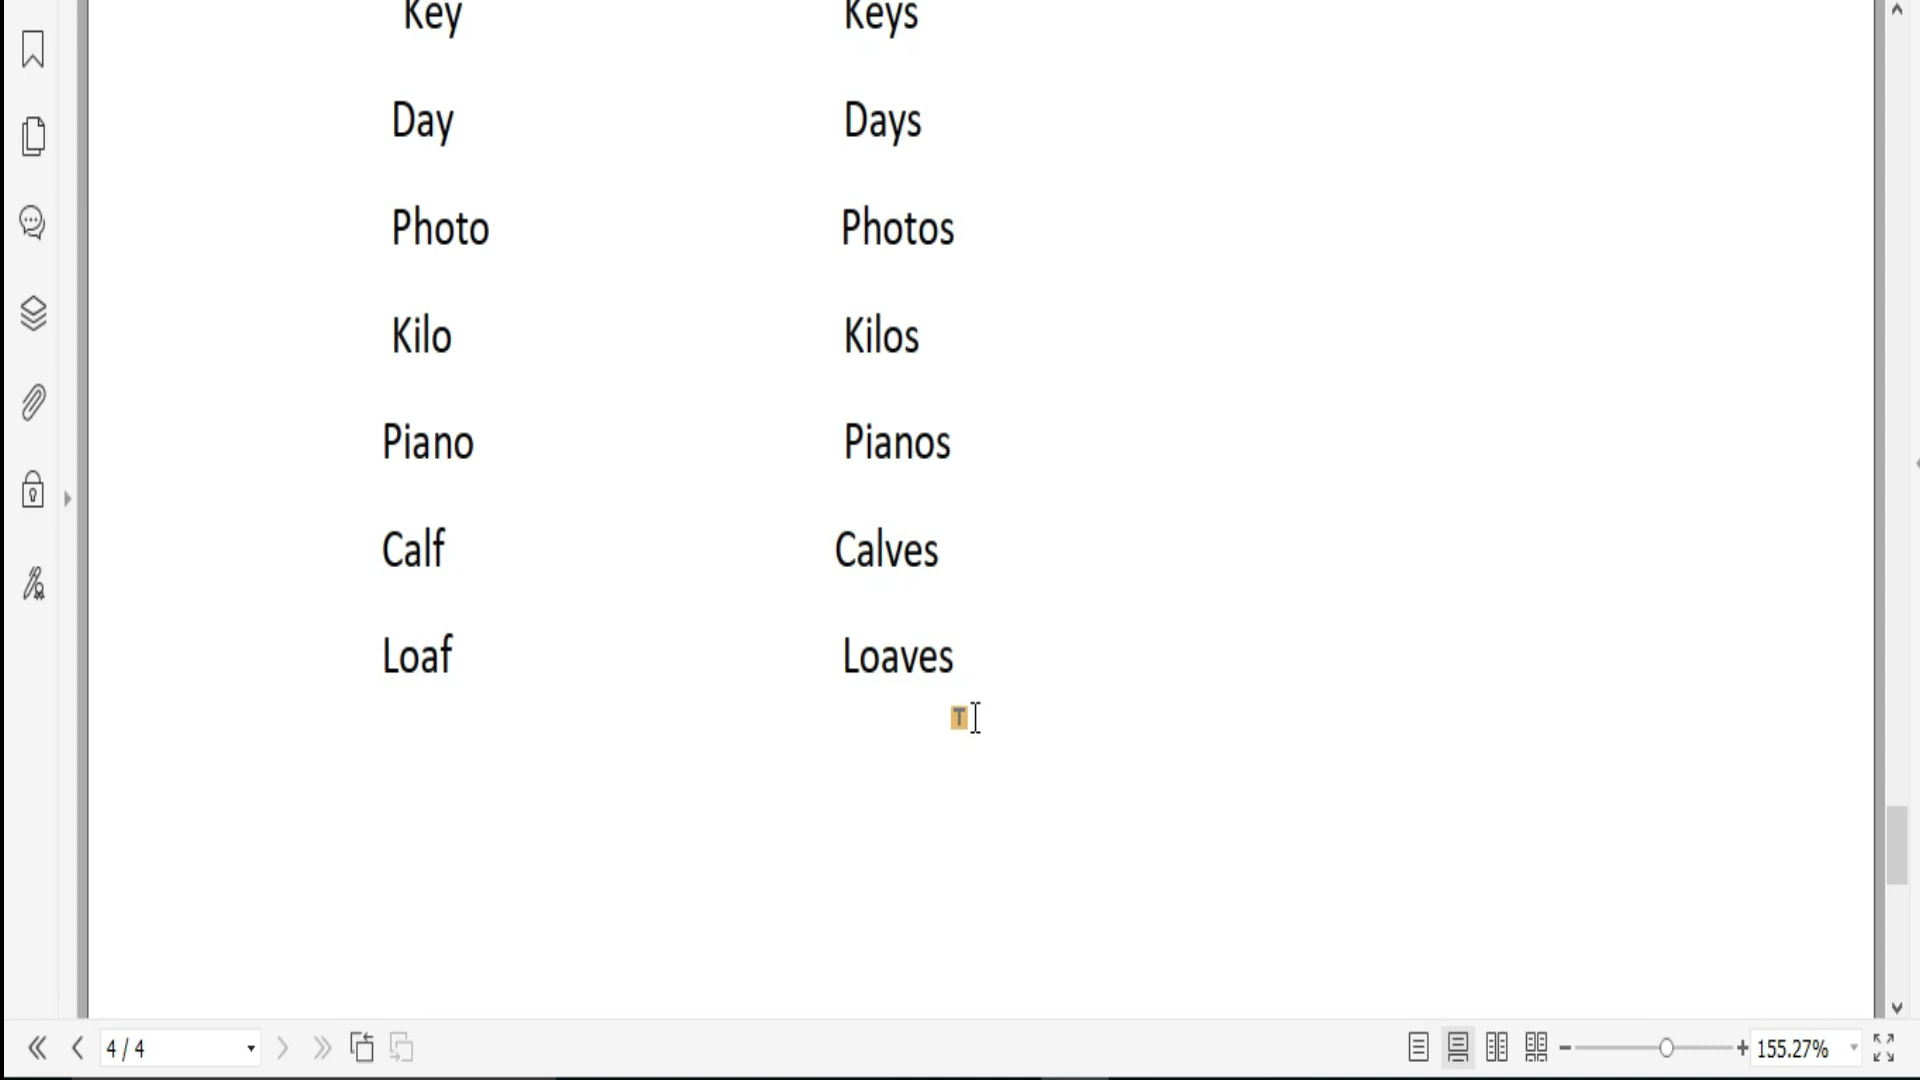 Key Keys
Day Days
Photo Photos
Kilo Kilos
Piano Pianos
Calf Calves
Loaf Loaves
T
4 / 4 155.27%